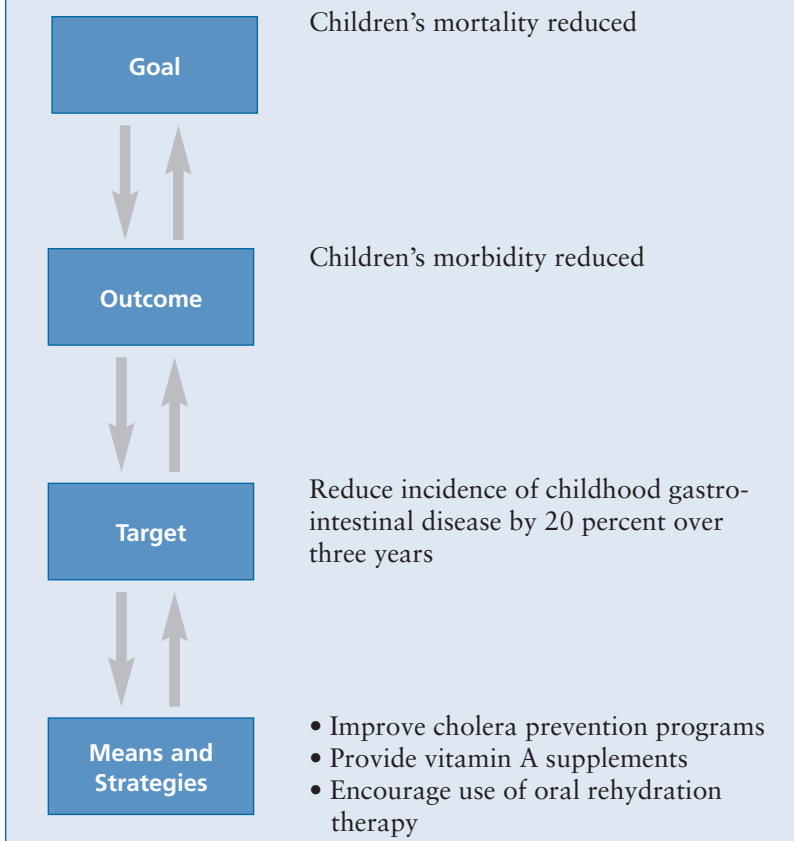 Goal
Children’s mortality reduced
Outcome
Children’s morbidity reduced
Target
Reduce incidence of childhood gastro-
intestinal disease by 20 percent over
three years
Means and
Strategies
• Improve cholera prevention programs
• Provide vitamin A supplements
• Encourage use of oral rehydration
therapy